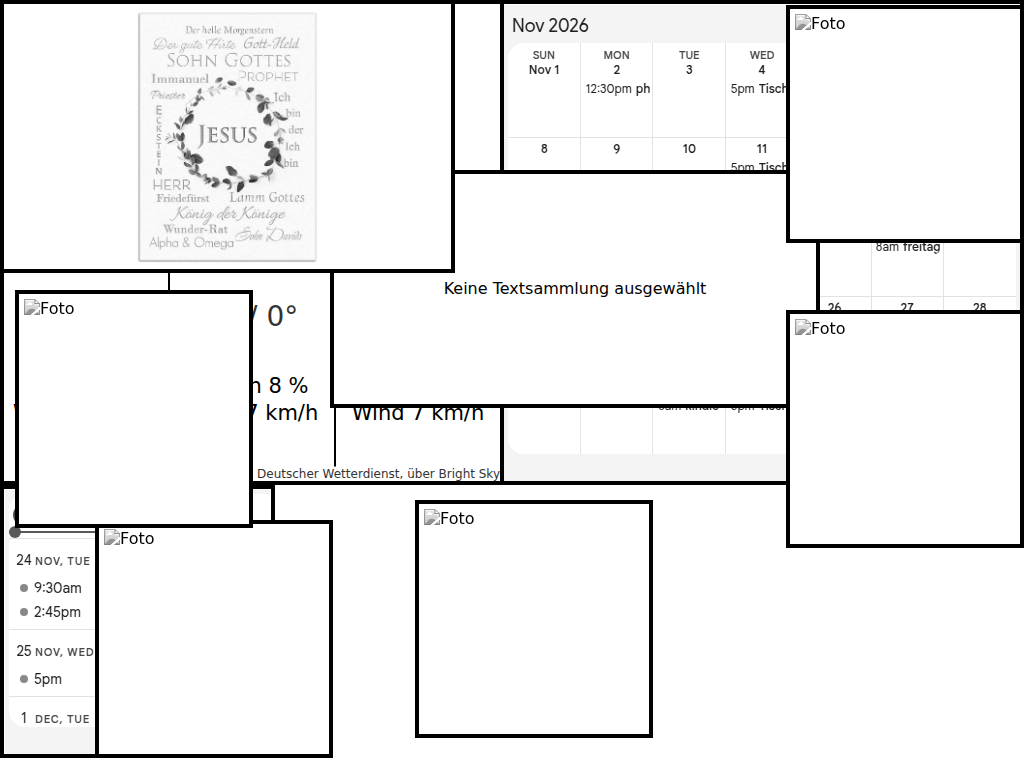 Der helle Morgenstern
Der gute Hirte Gott-Held
SOHN GOTTES
Immanuel PROPHET
Priester
ECKSTEIN
JESUS
Ich
bin
der
Ich
bin
HERR
Friedefürst Lamm Gottes
König der Könige
Wunder-Rat Sohn Davids
Alpha & Omega
Nov 2026
SUN MON TUE WED
Nov 1 2 3 4
12:30pm ph 5pm Tisch
8 9 10 11
5pm Tisch
Foto
8am freitag
26 27 28
Keine Textsammlung ausgewählt
Foto
Foto
/ 0°
8 %
7 km/h Wind 7 km/h
Deutscher Wetterdienst, über Bright Sky
24 NOV, TUE
9:30am
2:45pm
25 NOV, WED
5pm
1 DEC, TUE
Foto
Foto